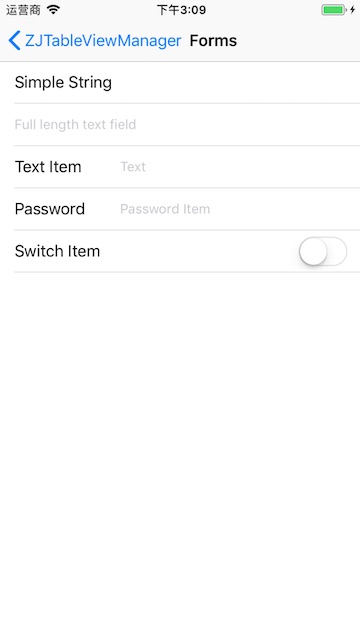 运营商 下午3:09
ZJTableViewManager Forms
Simple String
Full length text field
Text Item Text
Password Password Item
Switch Item